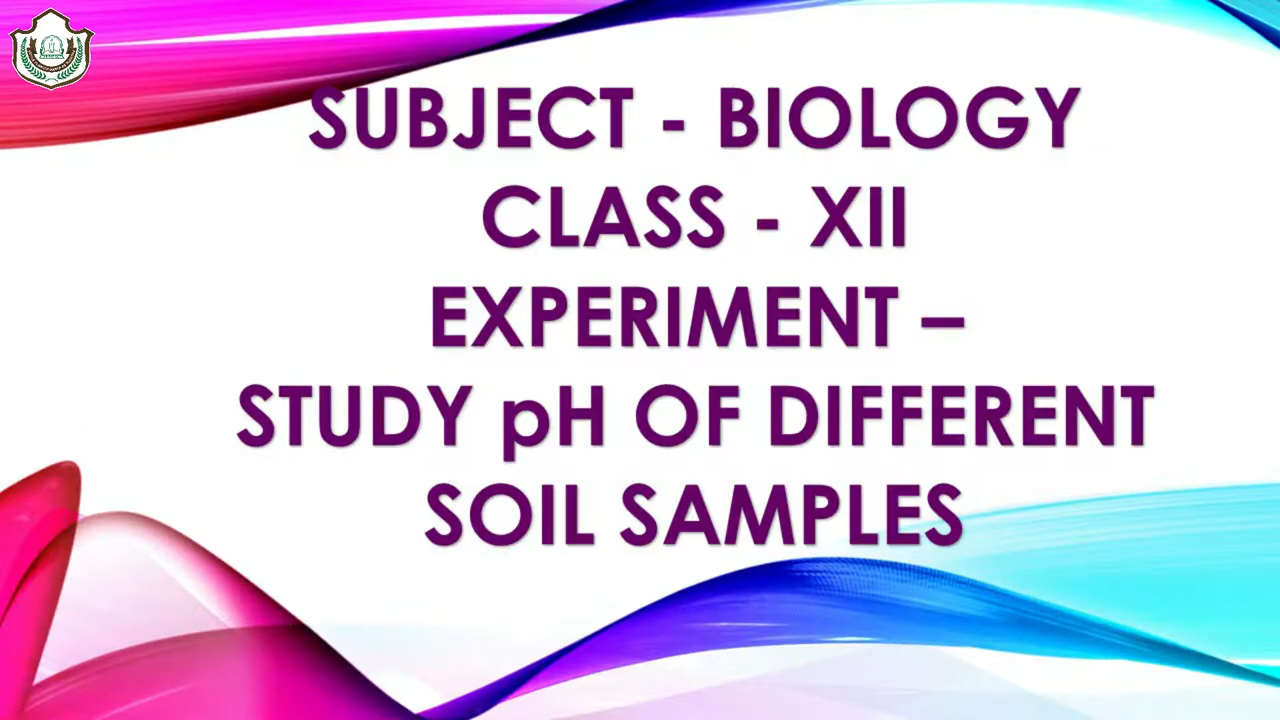 SUBJECT - BIOLOGY
CLASS - XII
EXPERIMENT –
STUDY pH OF DIFFERENT
SOIL SAMPLES